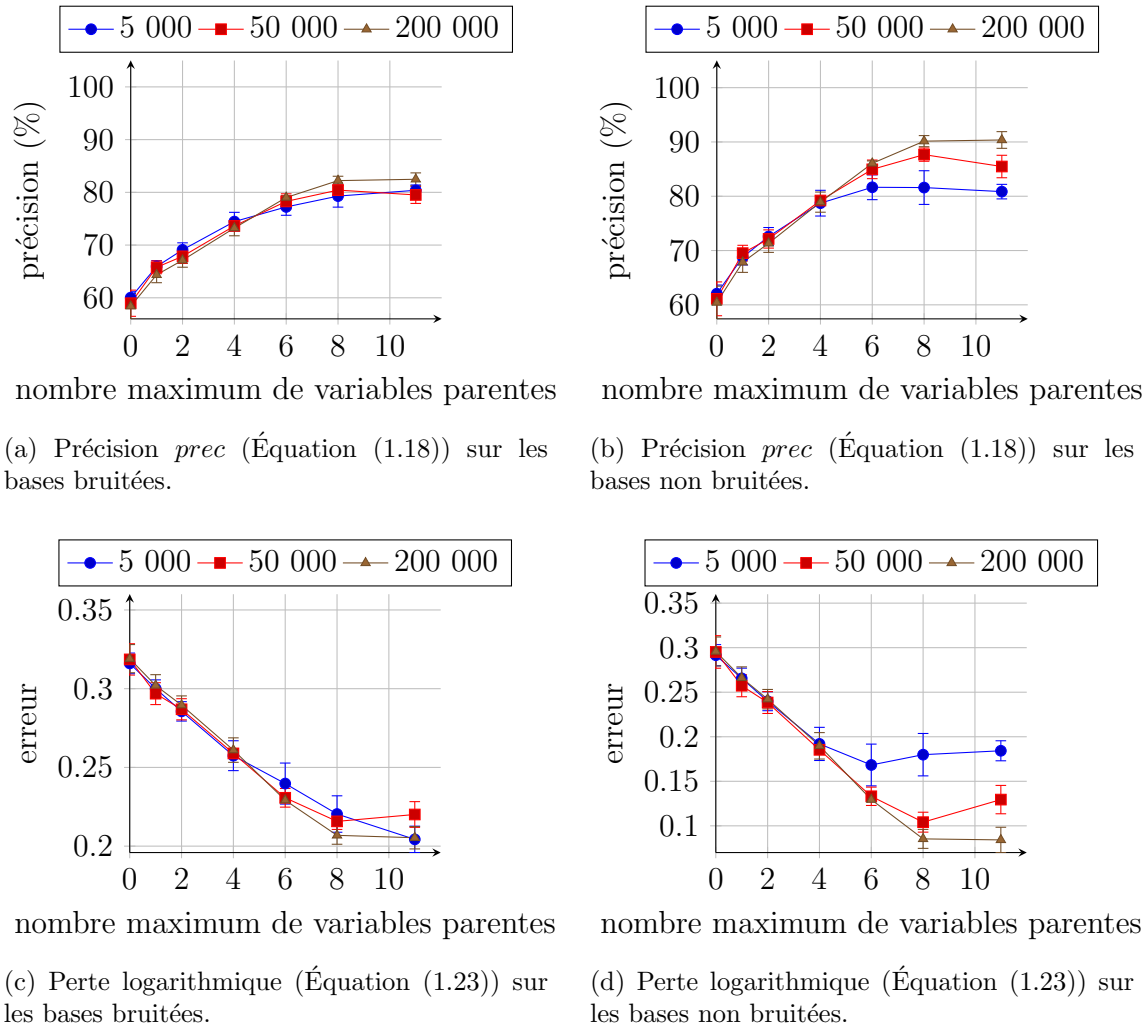 5 000 50 000 200 000
100
90
80
70
60
précision (%)
0 2 4 6 8 10
nombre maximum de variables parentes
(a) Précision prec (Équation (1.18)) sur les
bases bruitées.
5 000 50 000 200 000
100
90
80
70
60
précision (%)
0 2 4 6 8 10
nombre maximum de variables parentes
(b) Précision prec (Équation (1.18)) sur les
bases non bruitées.
5 000 50 000 200 000
0.35
0.3
0.25
0.2
erreur
0 2 4 6 8 10
nombre maximum de variables parentes
(c) Perte logarithmique (Équation (1.23)) sur
les bases bruitées.
5 000 50 000 200 000
0.35
0.3
0.25
0.2
0.15
0.1
erreur
0 2 4 6 8 10
nombre maximum de variables parentes
(d) Perte logarithmique (Équation (1.23)) sur
les bases non bruitées.